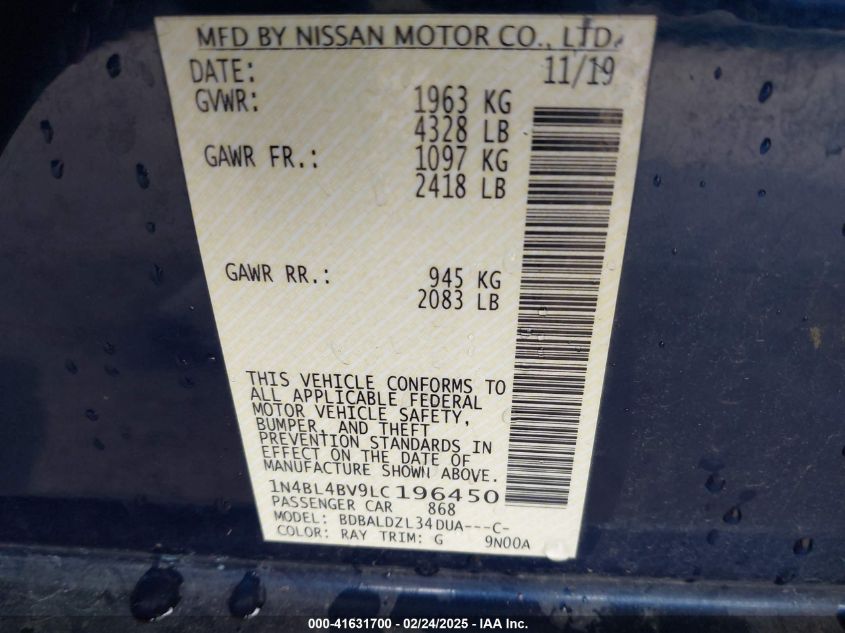 MFD BY NISSAN MOTOR CO., LTD.
DATE: 11/19
GVWR: 1963 KG
4328 LB
GAWR FR.: 1097 KG
2418 LB
GAWR RR.: 945 KG
2083 LB
THIS VEHICLE CONFORMS TO
ALL APPLICABLE FEDERAL
MOTOR VEHICLE SAFETY,
BUMPER, AND THEFT
PREVENTION STANDARDS IN
EFFECT ON THE DATE OF
MANUFACTURE SHOWN ABOVE.
1N4BL4BV9LC196450
PASSENGER CAR 868
MODEL: BDBALDZL34DUA---C-
COLOR: RAY TRIM: G 9N00A
000-41631700 - 02/24/2025 - IAA Inc.